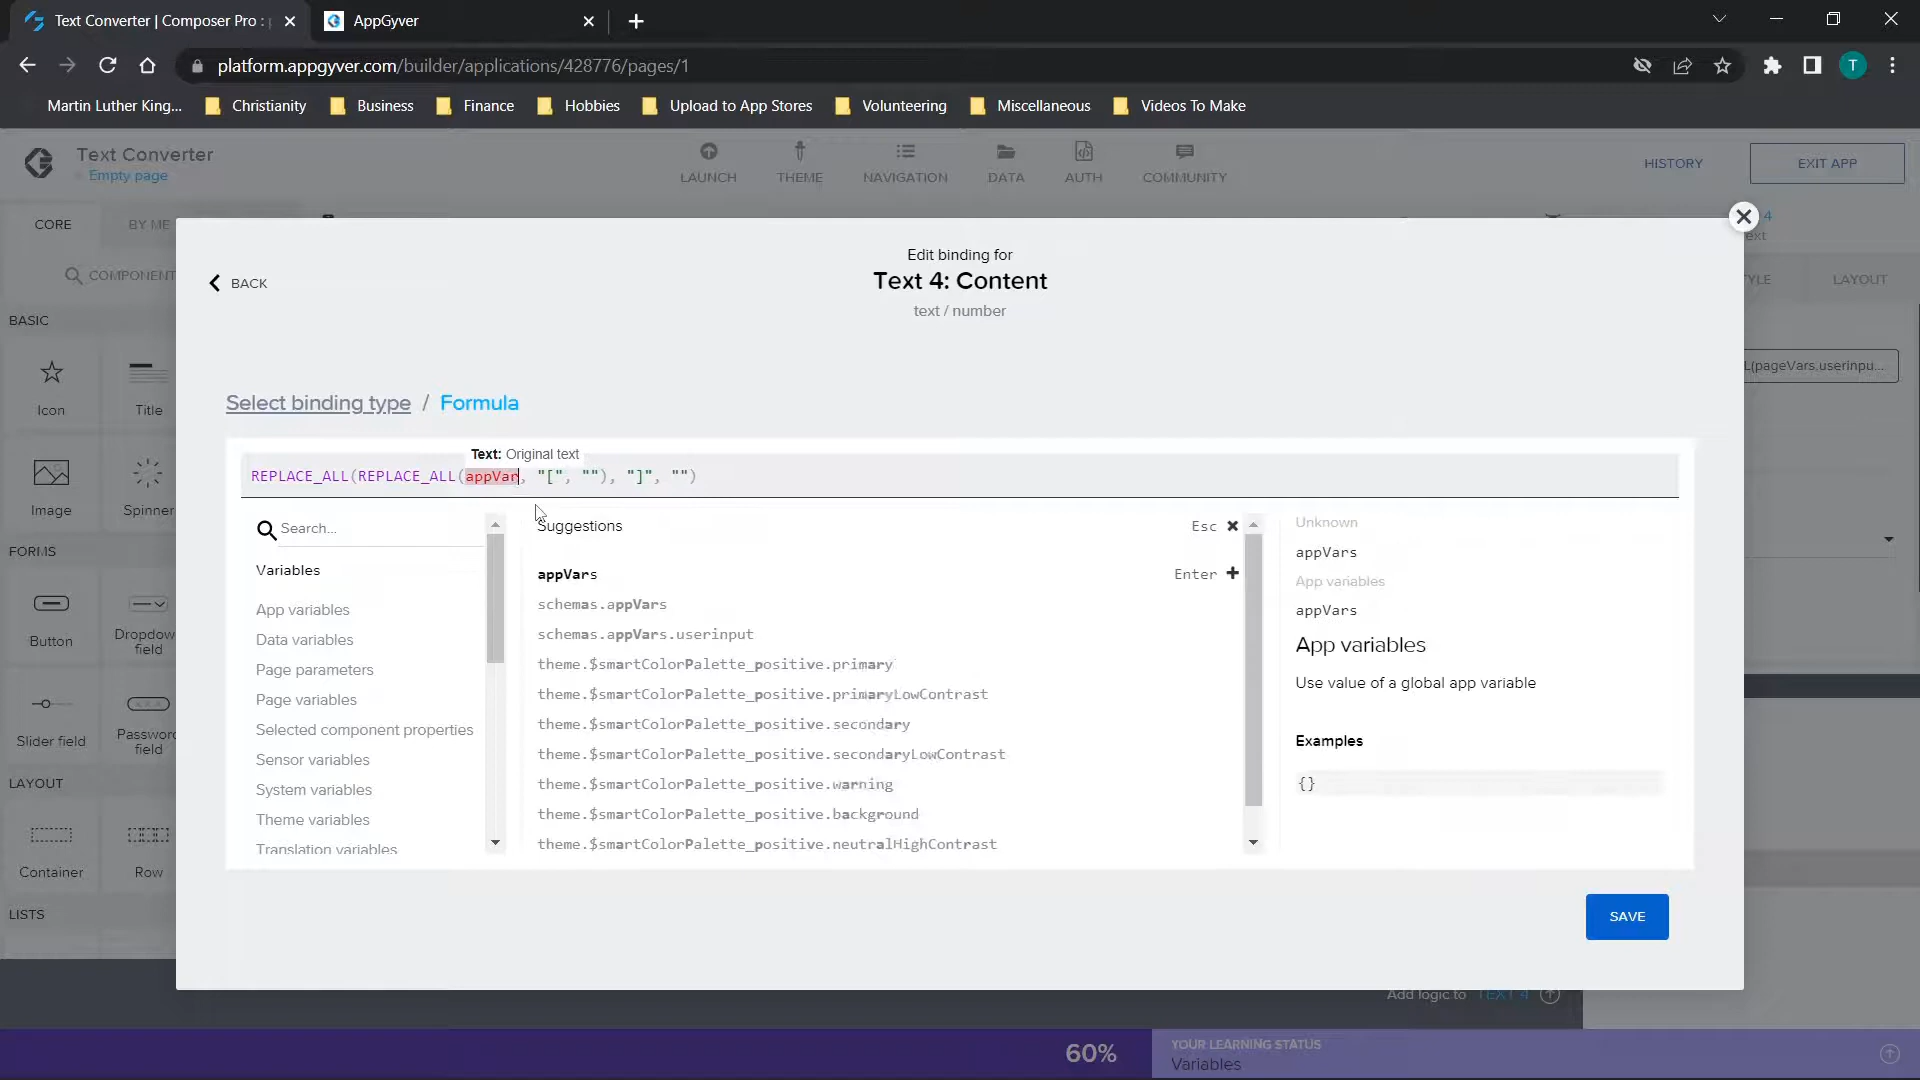 Text Converter | Composer Pro :
AppGyver
platform.appgyver.com/builder/applications/428776/pages/1
T
Martin Luther King...
Christianity
Business
Finance
Hobbies
Upload to App Stores
Volunteering
Miscellaneous
Videos To Make
Text Converter
Empty page
LAUNCH
THEME
NAVIGATION
DATA
AUTH
COMMUNITY
HISTORY
EXIT APP
CORE
BY ME
COMPONENT
BASIC
Icon
Title
Image
Spinner
FORMS
Button
Dropdow
field
Slider field
Passwor
field
LAYOUT
Container
Row
LISTS
BACK
Edit binding for
Text 4: Content
text / number
Select binding type / Formula
Text: Original text
REPLACE_ALL(REPLACE_ALL(appVar, "[", ""), "]", "")
Search...
Variables
App variables
Data variables
Page parameters
Page variables
Selected component properties
Sensor variables
System variables
Theme variables
Translation variables
Suggestions
Esc
appVars
Enter
schemas.appVars
schemas.appVars.userinput
theme.$smartColorPalette_positive.primary
theme.$smartColorPalette_positive.primaryLowContrast
theme.$smartColorPalette_positive.secondary
theme.$smartColorPalette_positive.secondaryLowContrast
theme.$smartColorPalette_positive.warning
theme.$smartColorPalette_positive.background
theme.$smartColorPalette_positive.neutralHighContrast
Unknown
appVars
App variables
appVars
App variables
Use value of a global app variable
Examples
{}
SAVE
4
ext
YLE
LAYOUT
L(pageVars.userinpu...
Add logic to TEXT 4
60%
YOUR LEARNING STATUS
Variables